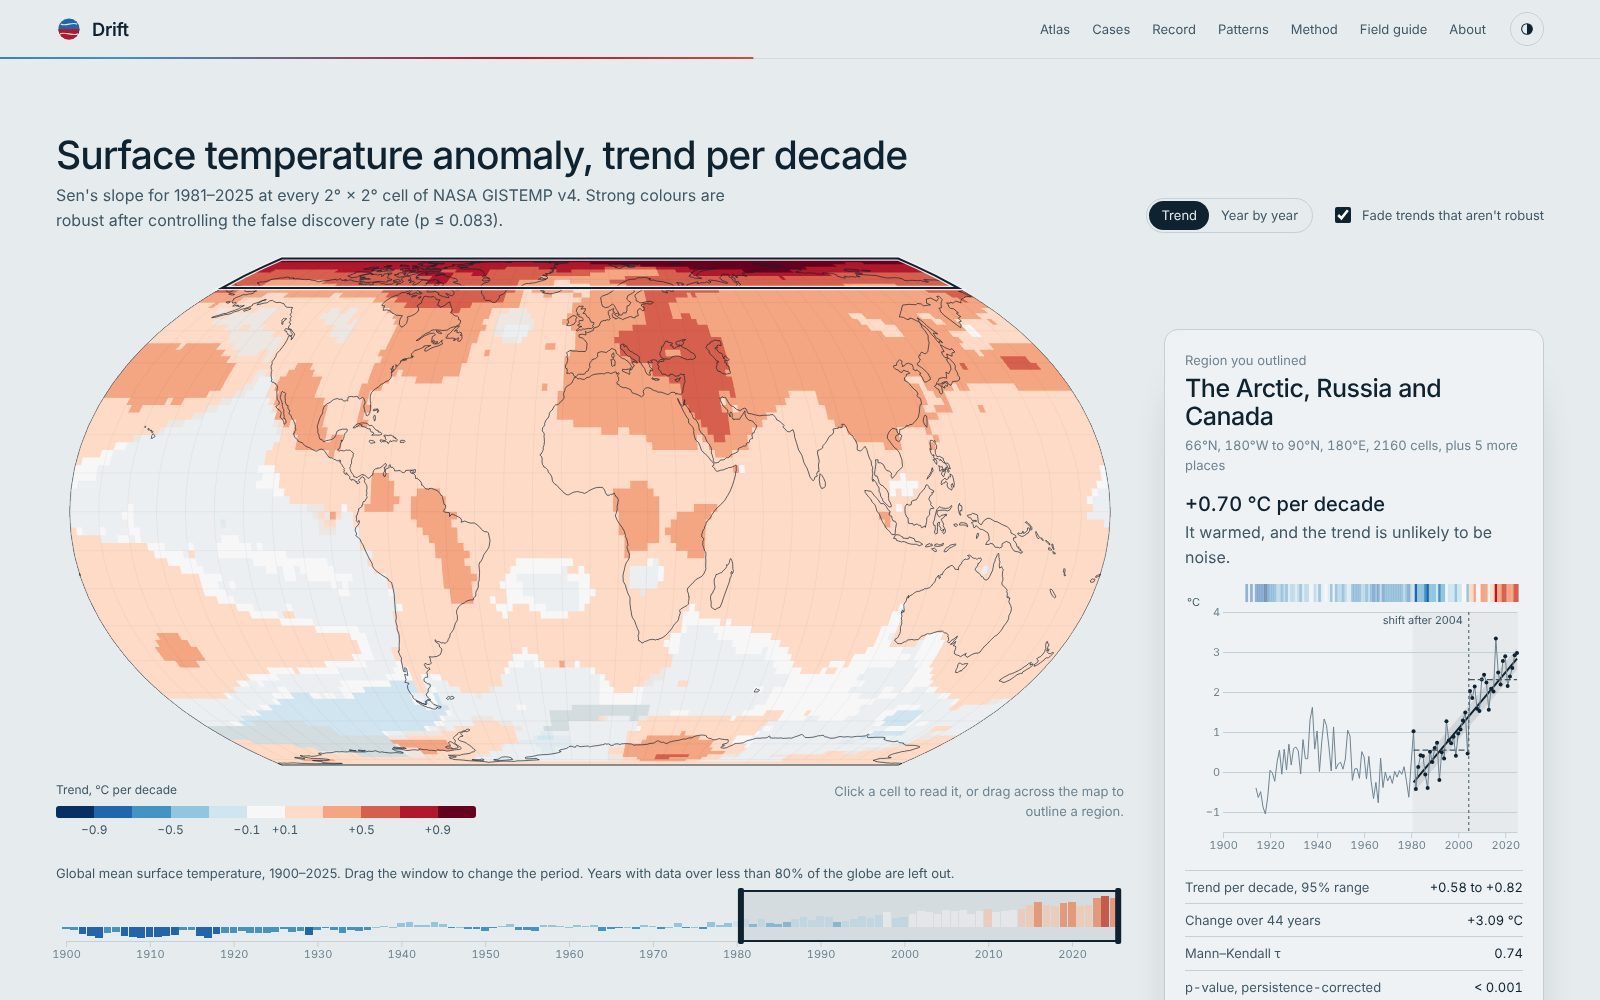 Drift
Atlas
Cases
Record
Patterns
Method
Field guide
About
Surface temperature anomaly, trend per decade
Sen's slope for 1981–2025 at every 2° × 2° cell of NASA GISTEMP v4. Strong colours are
robust after controlling the false discovery rate (p ≤ 0.083).
Trend
Year by year
Fade trends that aren't robust
Region you outlined
The Arctic, Russia and
Canada
66°N, 180°W to 90°N, 180°E, 2160 cells, plus 5 more
places
+0.70 °C per decade
It warmed, and the trend is unlikely to be
noise.
°C
4
shift after 2004
3
2
1
0
−1
1900 1920 1940 1960 1980 2000 2020
Trend per decade, 95% range +0.58 to +0.82
Change over 44 years +3.09 °C
Mann–Kendall τ 0.74
p-value, persistence-corrected < 0.001
Trend, °C per decade
−0.9 −0.5 −0.1 +0.1 +0.5 +0.9
Click a cell to read it, or drag across the map to
outline a region.
Global mean surface temperature, 1900–2025. Drag the window to change the period. Years with data over less than 80% of the globe are left out.
1900 1910 1920 1930 1940 1950 1960 1970 1980 1990 2000 2010 2020